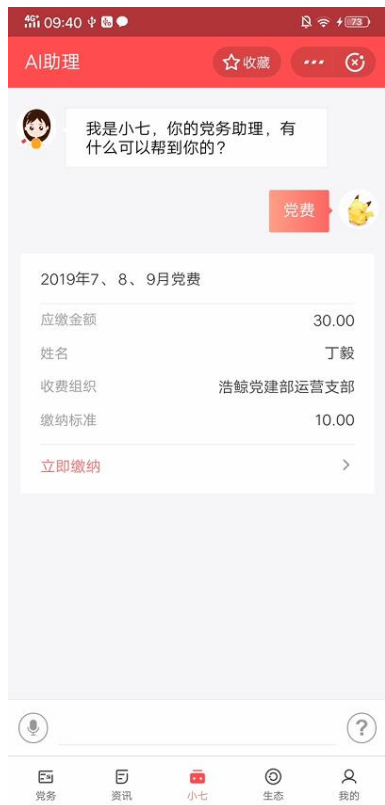 4G 09:40 73
AI助理
收藏
我是小七，你的党务助理，有
什么可以帮到你的？
党费
2019年7、8、9月党费
应缴金额 30.00
姓名 丁毅
收费组织 浩鲸党建部运营支部
缴纳标准 10.00
立即缴纳
?
党务 资讯 小七 生态 我的